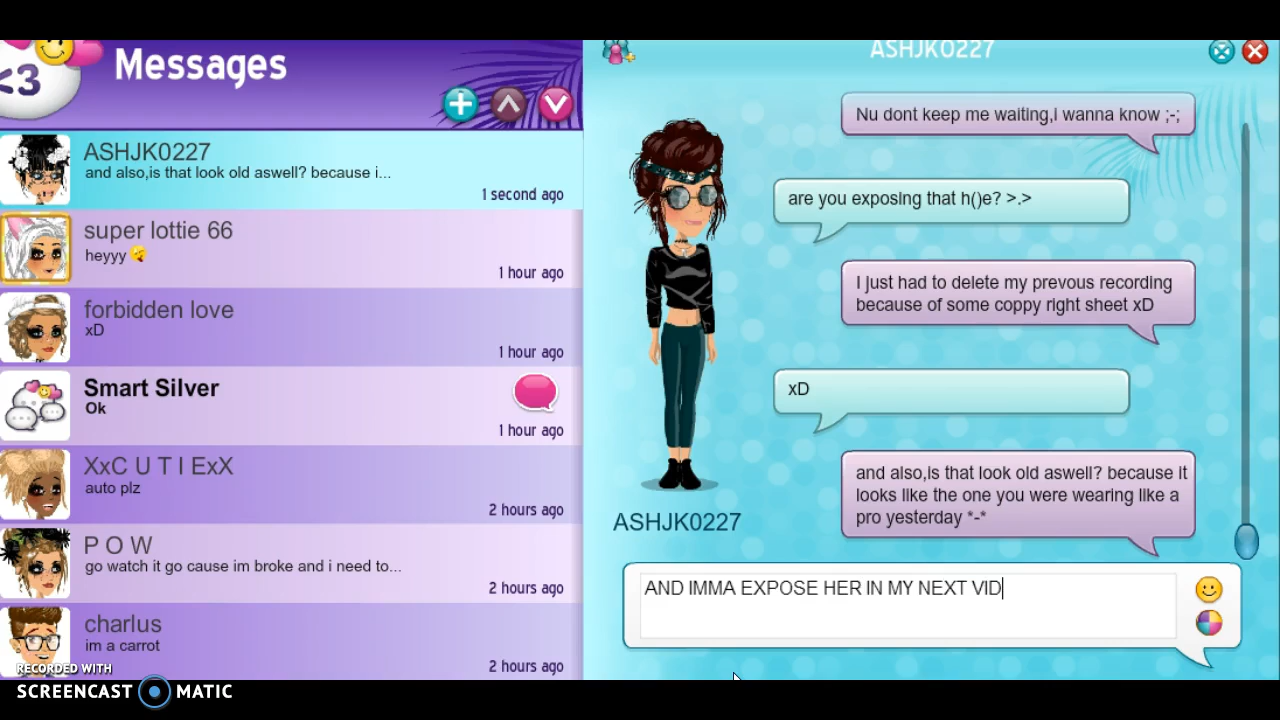 <3
Messages
ASHJK0227
and also,is that look old aswell? because i...
1 second ago
super lottie 66
heyyy
1 hour ago
forbidden love
xD
1 hour ago
Smart Silver
Ok
1 hour ago
XxC U T I ExX
auto plz
2 hours ago
P O W
go watch it go cause im broke and i need to...
2 hours ago
charlus
im a carrot
2 hours ago
RECORDED WITH
SCREENCAST MATIC
ASHJK0227
Nu dont keep me waiting,i wanna know ;-;
are you exposing that h()e? >.>
I just had to delete my prevous recording
because of some coppy right sheet xD
xD
and also,is that look old aswell? because it
looks like the one you were wearing like a
pro yesterday *-*
ASHJK0227
AND IMMA EXPOSE HER IN MY NEXT VID